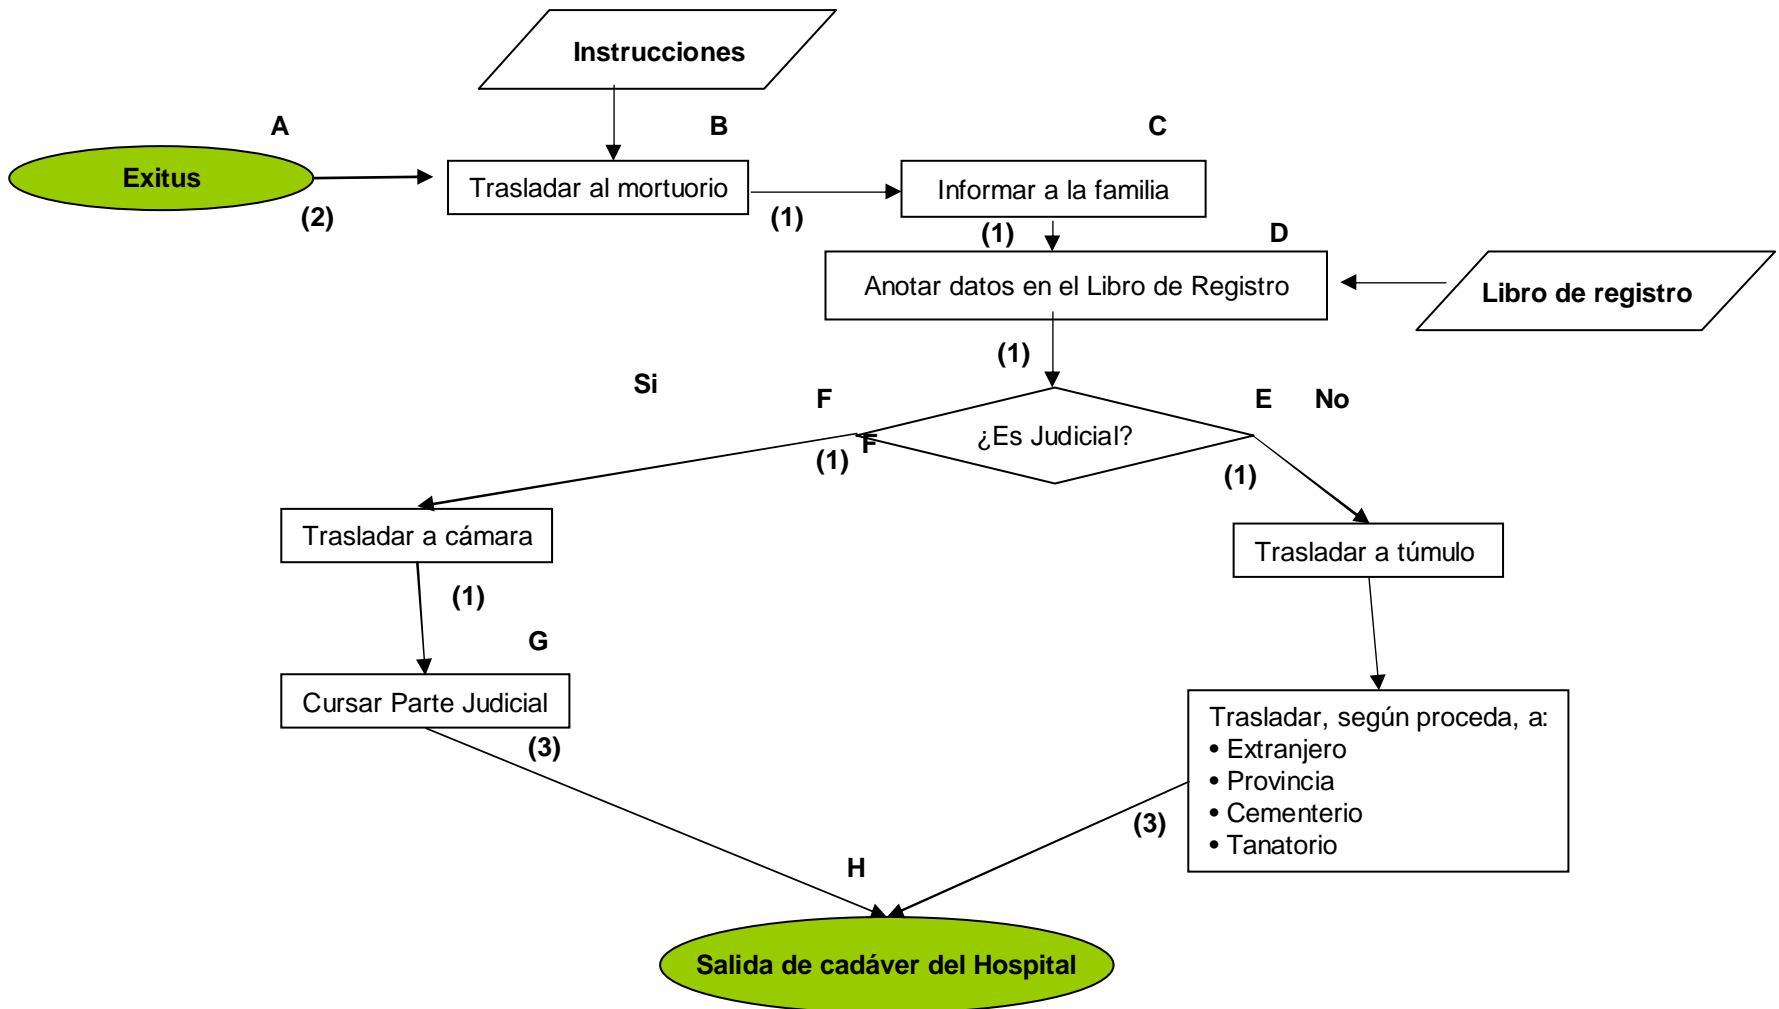 Instrucciones
A
B
C
Exitus
Trasladar al mortuorio
Informar a la familia
(2)
(1)
(1)
D
Anotar datos en el Libro de Registro
Libro de registro
(1)
Si
F
E
No
¿Es Judicial?
F
(1)
(1)
Trasladar a cámara
Trasladar a túmulo
(1)
G
Cursar Parte Judicial
Trasladar, según proceda, a:
• Extranjero
• Provincia
• Cementerio
• Tanatorio
(3)
(3)
H
Salida de cadáver del Hospital